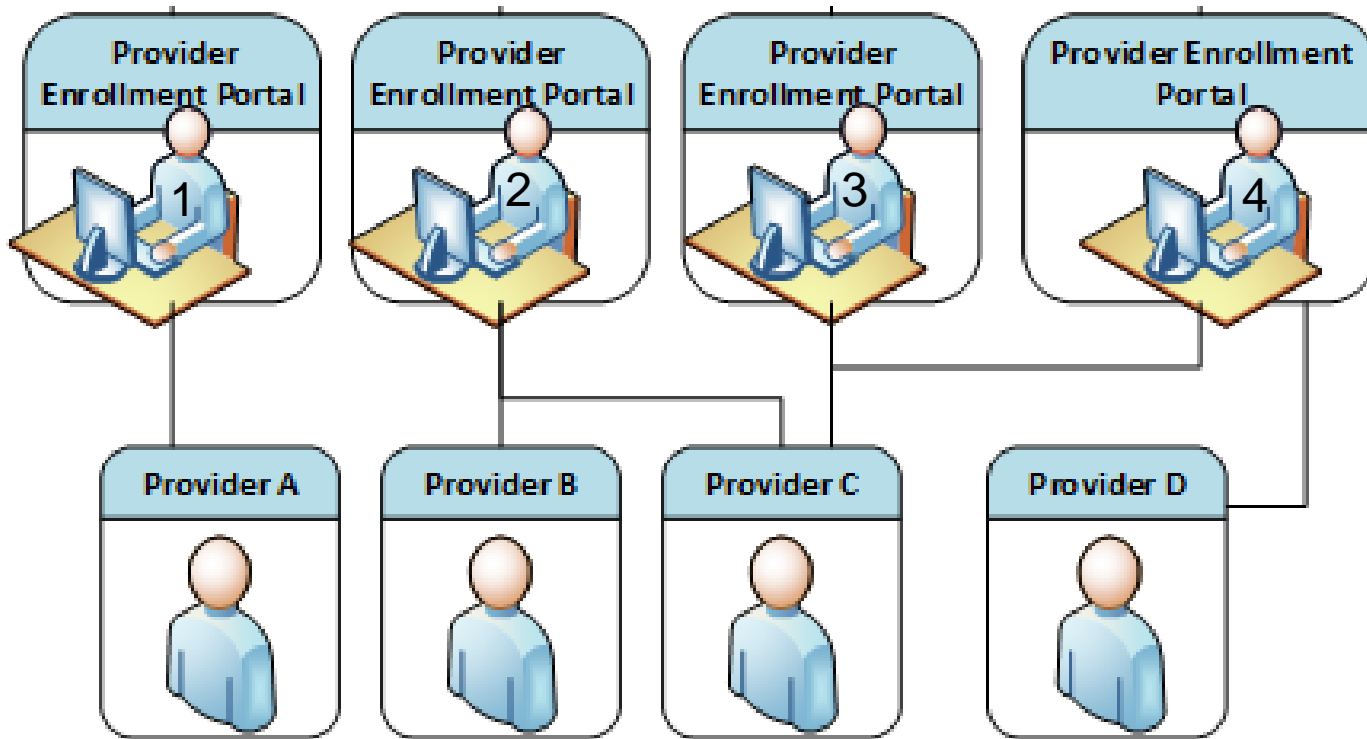 Provider
Enrollment Portal
1
Provider
Enrollment Portal
2
Provider
Enrollment Portal
3
Provider Enrollment
Portal
4
Provider A
Provider B
Provider C
Provider D